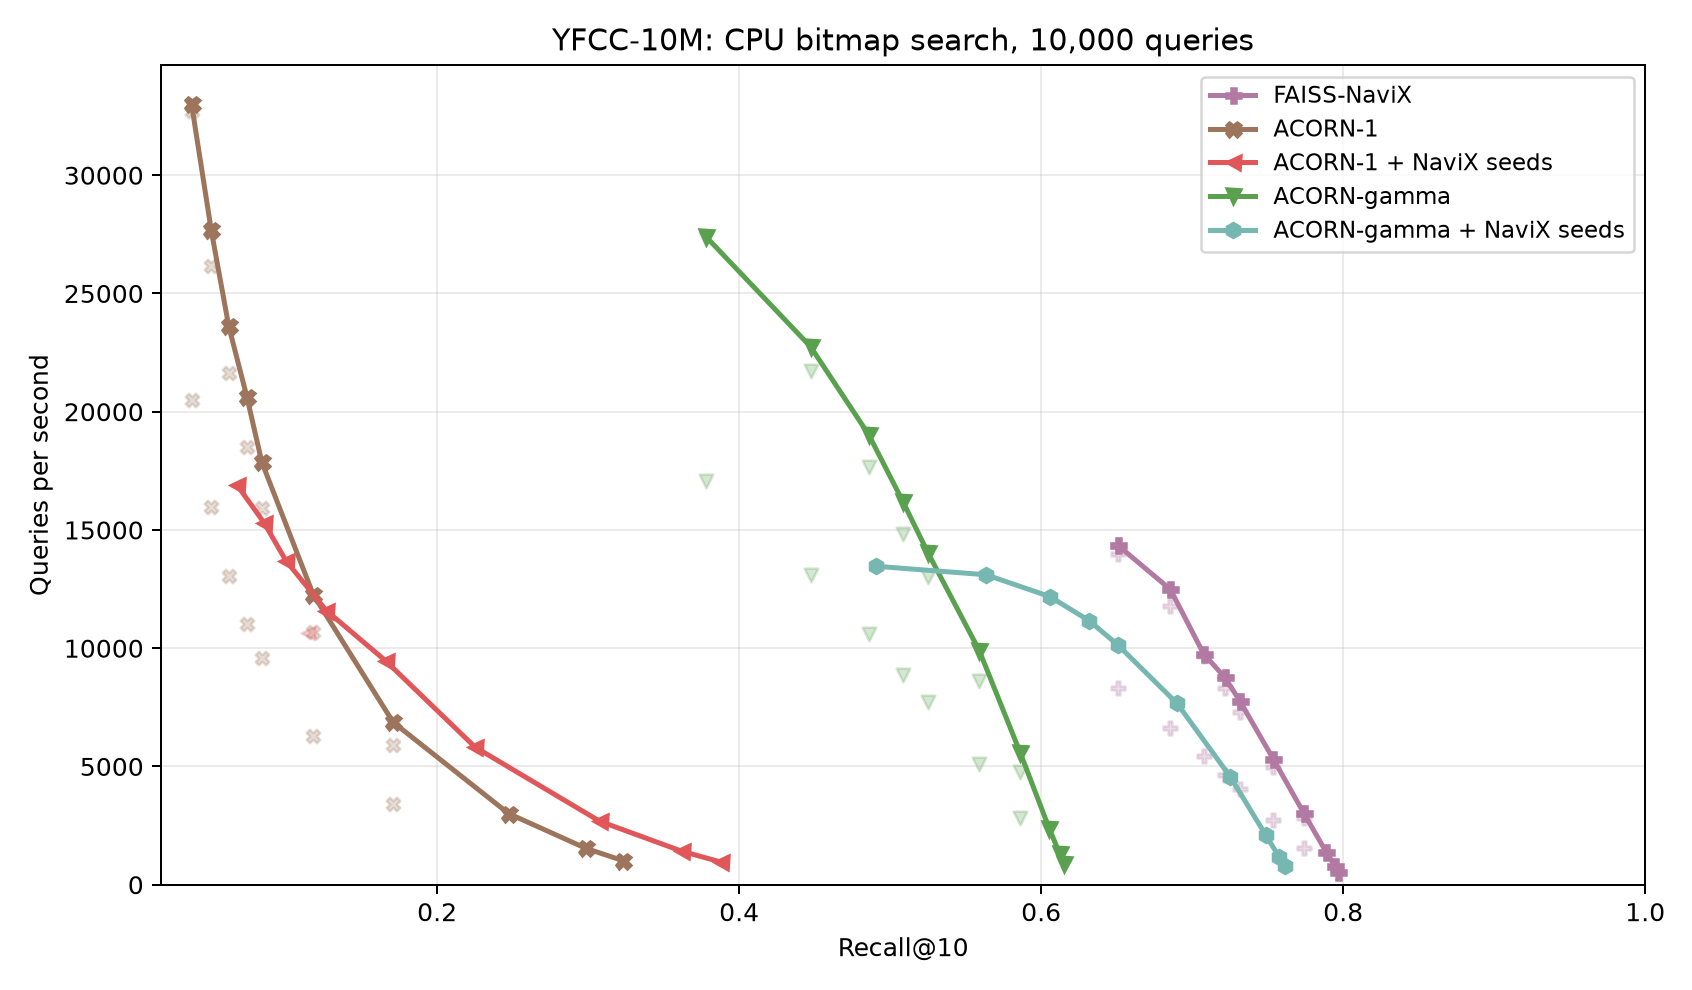 YFCC-10M: CPU bitmap search, 10,000 queries
FAISS-NaviX
ACORN-1
ACORN-1 + NaviX seeds
ACORN-gamma
ACORN-gamma + NaviX seeds
Queries per second
30000
25000
20000
15000
10000
5000
0
0.2
0.4
0.6
0.8
1.0
Recall@10